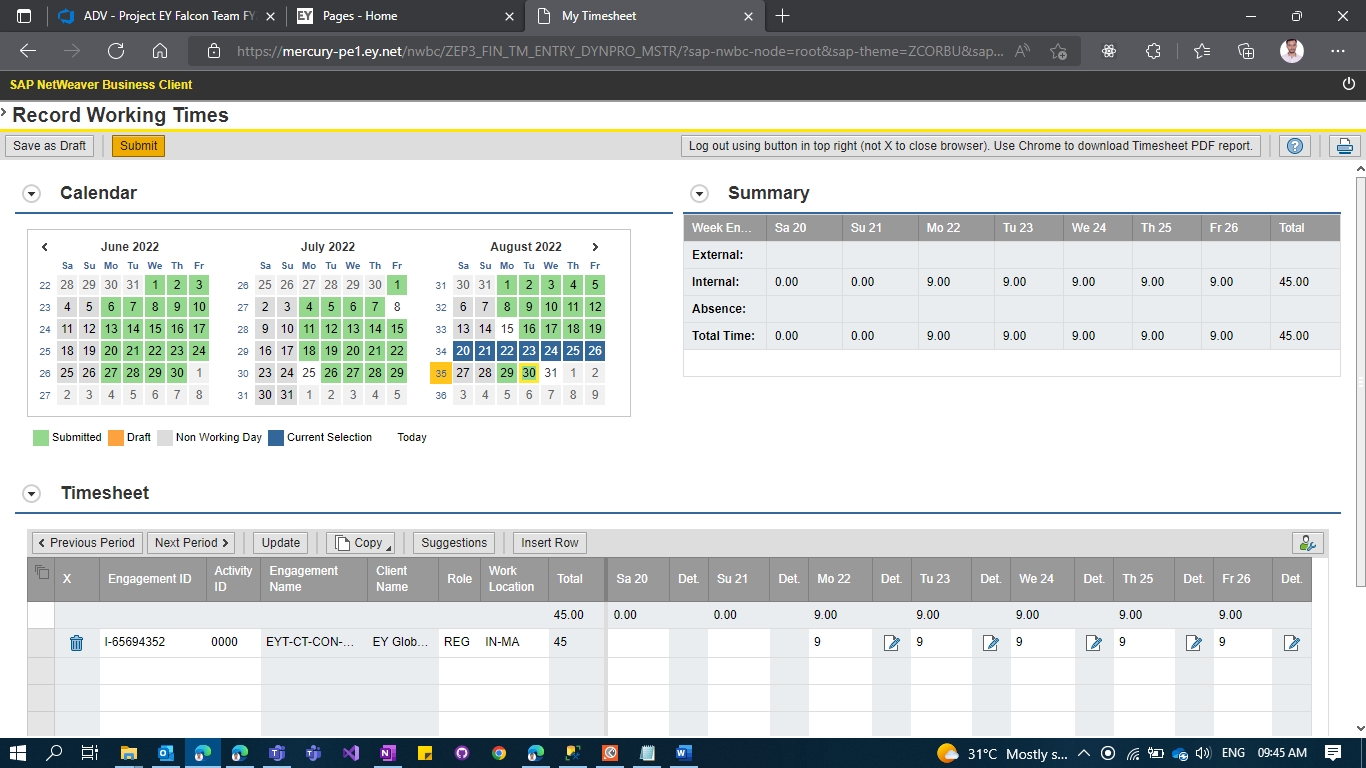 ADV - Project EY Falcon Team FY
EY Pages - Home
My Timesheet
https://mercury-pe1.ey.net/nwbc/ZEP3_FIN_TM_ENTRY_DYNPRO_MSTR/?sap-nwbc-node=root&sap-theme=ZCORBU&sap...
SAP NetWeaver Business Client
Record Working Times
Save as Draft Submit Log out using button in top right (not X to close browser). Use Chrome to download Timesheet PDF report.
Calendar
June 2022 July 2022 August 2022
Sa Su Mo Tu We Th Fr Sa Su Mo Tu We Th Fr Sa Su Mo Tu We Th Fr
22 28 29 30 31 1 2 3 26 25 26 27 28 29 30 1 31 30 31 1 2 3 4 5
23 4 5 6 7 8 9 10 27 2 3 4 5 6 7 8 32 6 7 8 9 10 11 12
24 11 12 13 14 15 16 17 28 9 10 11 12 13 14 15 33 13 14 15 16 17 18 19
25 18 19 20 21 22 23 24 29 16 17 18 19 20 21 22 34 20 21 22 23 24 25 26
26 25 26 27 28 29 30 1 30 23 24 25 26 27 28 29 35 27 28 29 30 31 1 2
27 2 3 4 5 6 7 8 31 30 31 1 2 3 4 5 36 3 4 5 6 7 8 9
Submitted Draft Non Working Day Current Selection Today
Summary
Week En... Sa 20 Su 21 Mo 22 Tu 23 We 24 Th 25 Fr 26 Total
External:
Internal: 0.00 0.00 9.00 9.00 9.00 9.00 9.00 45.00
Absence:
Total Time: 0.00 0.00 9.00 9.00 9.00 9.00 9.00 45.00
Timesheet
Previous Period Next Period Update Copy Suggestions Insert Row
X Engagement ID Activity ID Engagement Name Client Name Role Work Location Total Sa 20 Det. Su 21 Det. Mo 22 Det. Tu 23 Det. We 24 Det. Th 25 Det. Fr 26 Det.
45.00 0.00 0.00 9.00 9.00 9.00 9.00 9.00
I-65694352 0000 EYT-CT-CON-... EY Glob... REG IN-MA 45 9 9 9 9 9
31°C Mostly s... ENG 09:45 AM